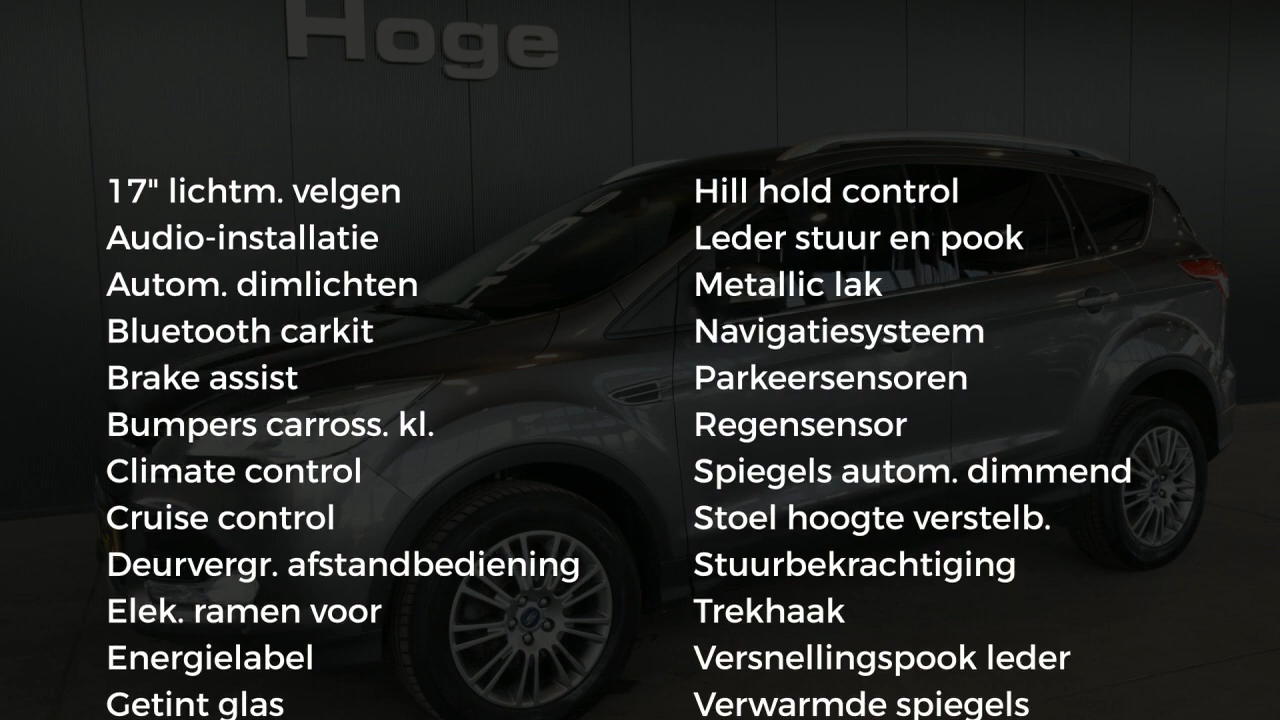 Hoge
17" lichtm. velgen
Audio-installatie
Autom. dimlichten
Bluetooth carkit
Brake assist
Bumpers carross. kl.
Climate control
Cruise control
Deurvergr. afstandbediening
Elek. ramen voor
Energielabel
Getint glas
Hill hold control
Leder stuur en pook
Metallic lak
Navigatiesysteem
Parkeersensoren
Regensensor
Spiegels autom. dimmend
Stoel hoogte verstelb.
Stuurbekrachtiging
Trekhaak
Versnellingspook leder
Verwarmde spiegels